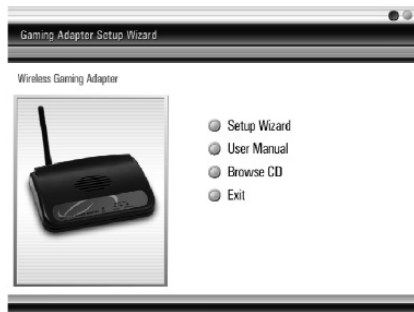 Gaming Adapter Setup Wizard
Wireless Gaming Adapter
Setup Wizard
User Manual
Browse CD
Exit